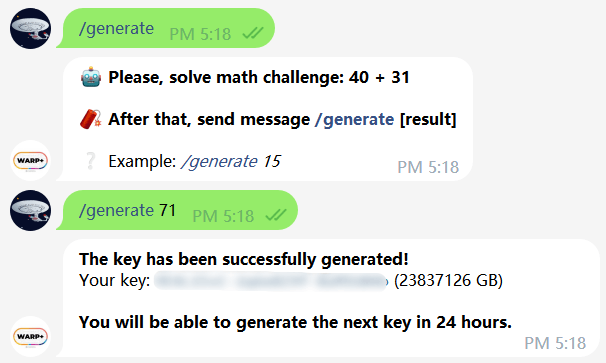 /generate PM 5:18
🤖 Please, solve math challenge: 40 + 31
🧨 After that, send message /generate [result]
❔ Example: /generate 15
WARP+ PM 5:18
/generate 71 PM 5:18
The key has been successfully generated!
Your key: (23837126 GB)
You will be able to generate the next key in 24 hours.
WARP+ PM 5:18